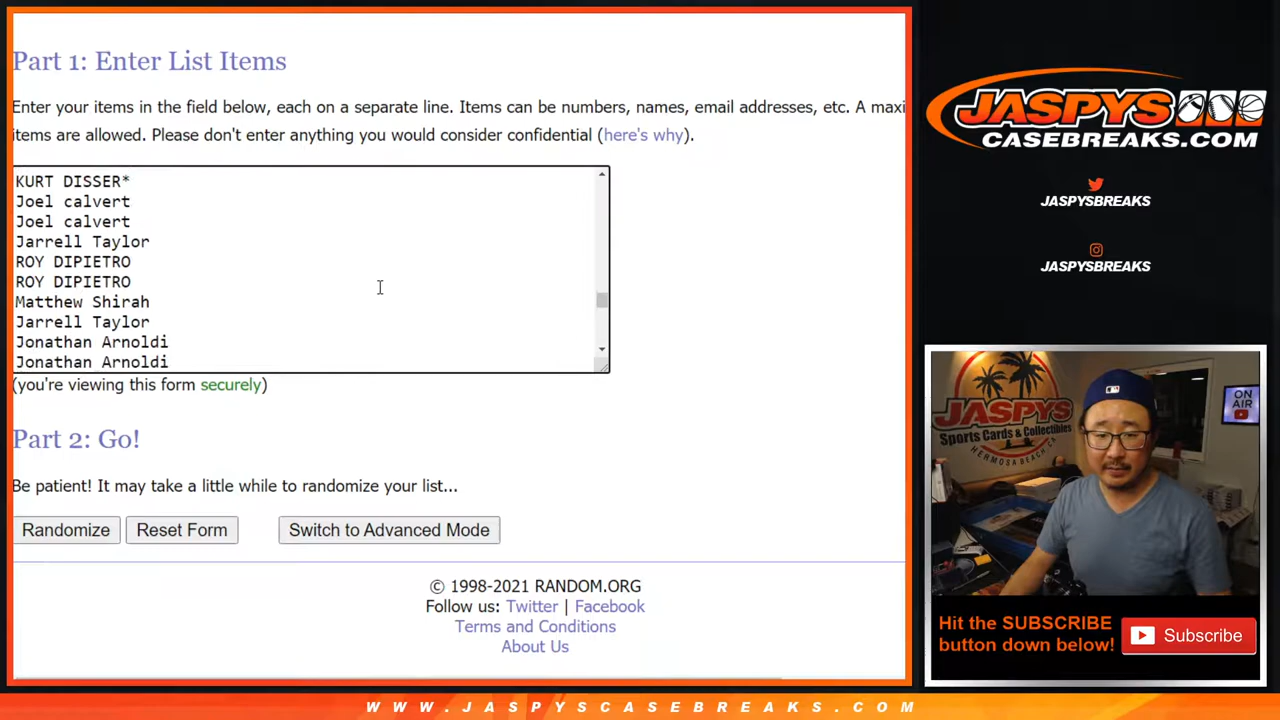 Part 1: Enter List Items
Enter your items in the field below, each on a separate line. Items can be numbers, names, email addresses, etc. A maxi
items are allowed. Please don't enter anything you would consider confidential (here's why).
KURT DISSER*
Joel calvert
Joel calvert
Jarrell Taylor
ROY DIPIETRO
ROY DIPIETRO
Matthew Shirah
Jarrell Taylor
Jonathan Arnoldi
Jonathan Arnoldi
(you're viewing this form securely)
Part 2: Go!
Be patient! It may take a little while to randomize your list...
Randomize Reset Form Switch to Advanced Mode
© 1998-2021 RANDOM.ORG
Follow us: Twitter | Facebook
Terms and Conditions
About Us
JASPYS
CASEBREAKS.COM
JASPYSBREAKS
JASPYSBREAKS
JASPYS
Sports Cards & Collectibles
HERMOSA BEACH
ON
AIR
Hit the SUBSCRIBE
button down below!
Subscribe
WWW.JASPYSCASEBREAKS.COM